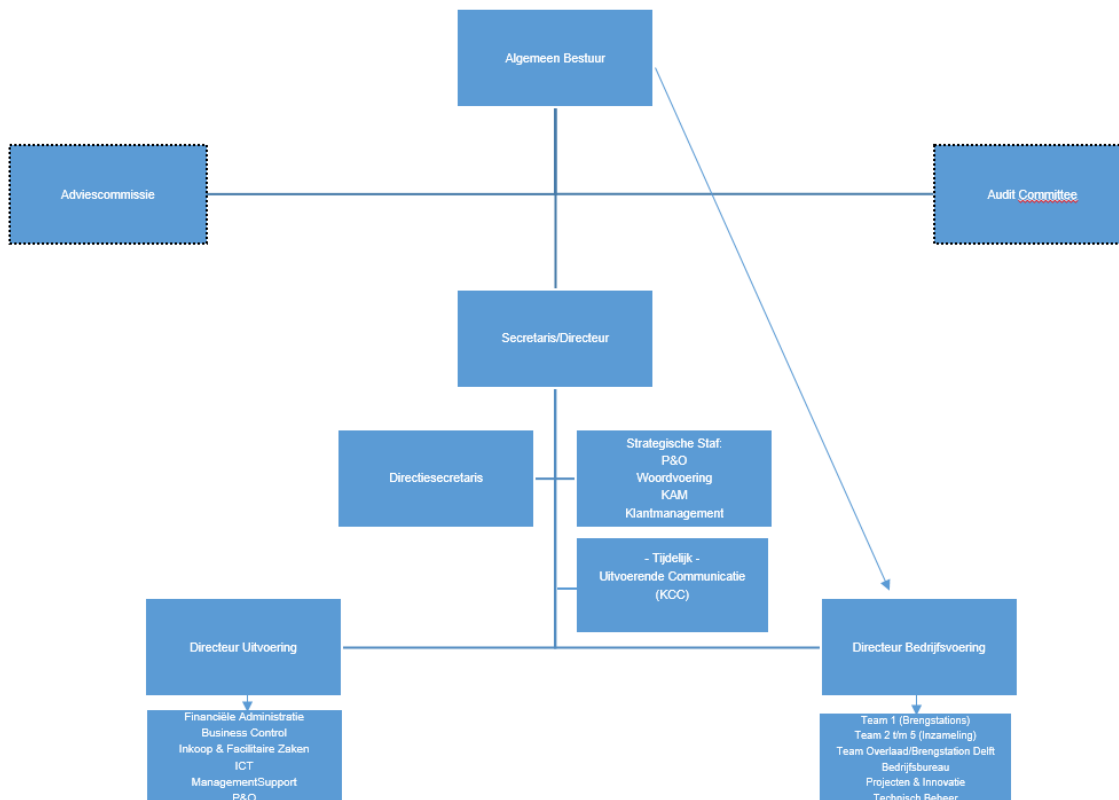 Algemeen Bestuur
Adviescommissie
Audit Committee
Secretaris/Directeur
Directiesecretaris
Strategische Staf:
P&O
Woordvoering
KAM
Klantmanagement
- Tijdelijk -
Uitvoerende Communicatie
(KCC)
Directeur Uitvoering
Directeur Bedrijfsvoering
Financiële Administratie
Business Control
Inkoop & Facilitaire Zaken
ICT
ManagementSupport
P&O
Team 1 (Brengstations)
Team 2 t/m 5 (Inzameling)
Team Overlaad/Brengstation Delft
Bedrijfsbureau
Projecten & Innovatie
Technisch Beheer